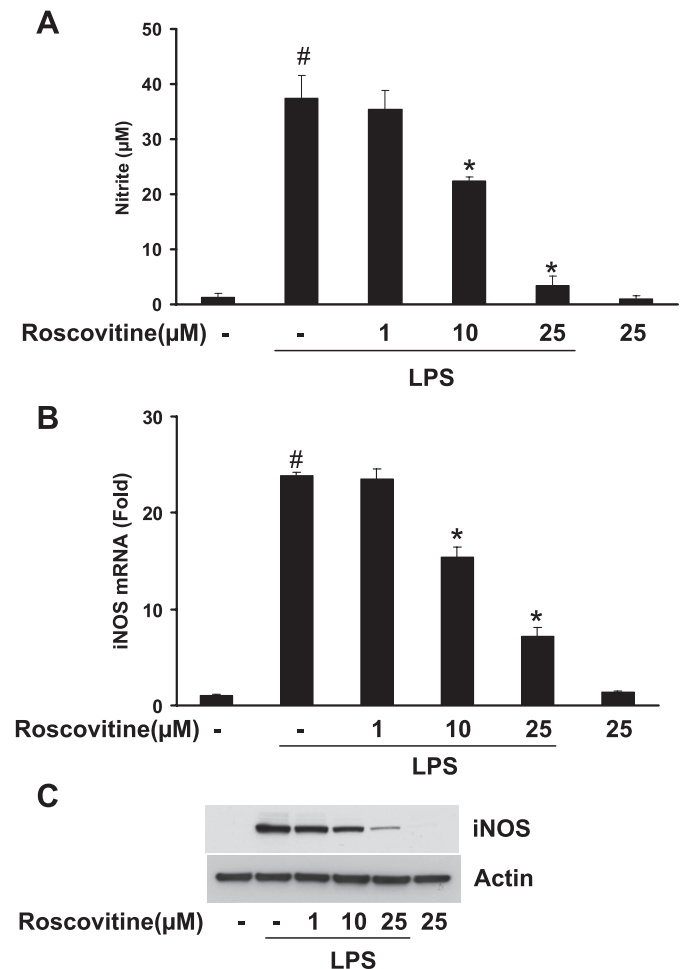 A
50
#
40
30
20
10
0
Nitrite (µM)
*
*
Roscovitine(µM) - - 1 10 25 25
LPS
B
30
#
20
10
0
iNOS mRNA (Fold)
*
*
Roscovitine(µM) - - 1 10 25 25
LPS
C
iNOS
Actin
Roscovitine(µM) - - 1 10 25 25
LPS